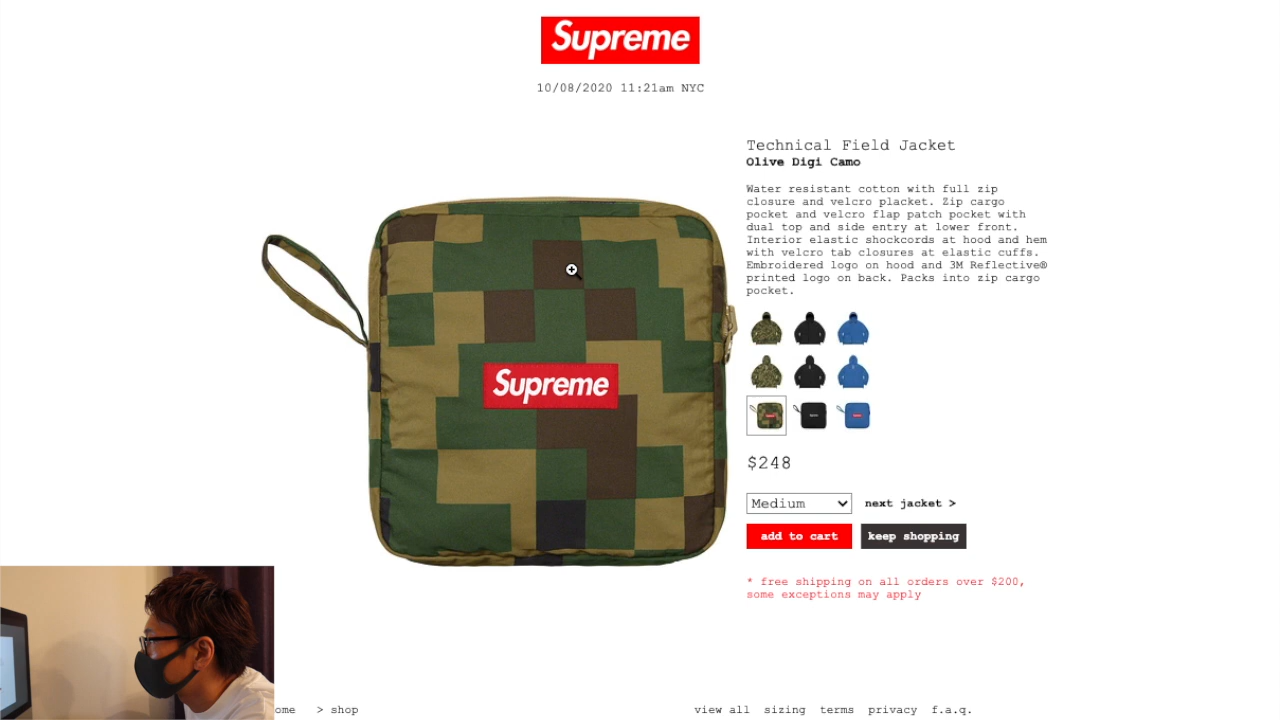 Supreme
10/08/2020 11:21am NYC
Technical Field Jacket
Olive Digi Camo
Water resistant cotton with full zip
closure and velcro placket. Zip cargo
pocket and velcro flap patch pocket with
dual top and side entry at lower front.
Interior elastic shockcords at hood and hem
with velcro tab closures at elastic cuffs.
Embroidered logo on hood and 3M Reflective®
printed logo on back. Packs into zip cargo
pocket.
Supreme
$248
Medium next jacket >
add to cart keep shopping
* free shipping on all orders over $200,
some exceptions may apply
ome > shop view all sizing terms privacy f.a.q.